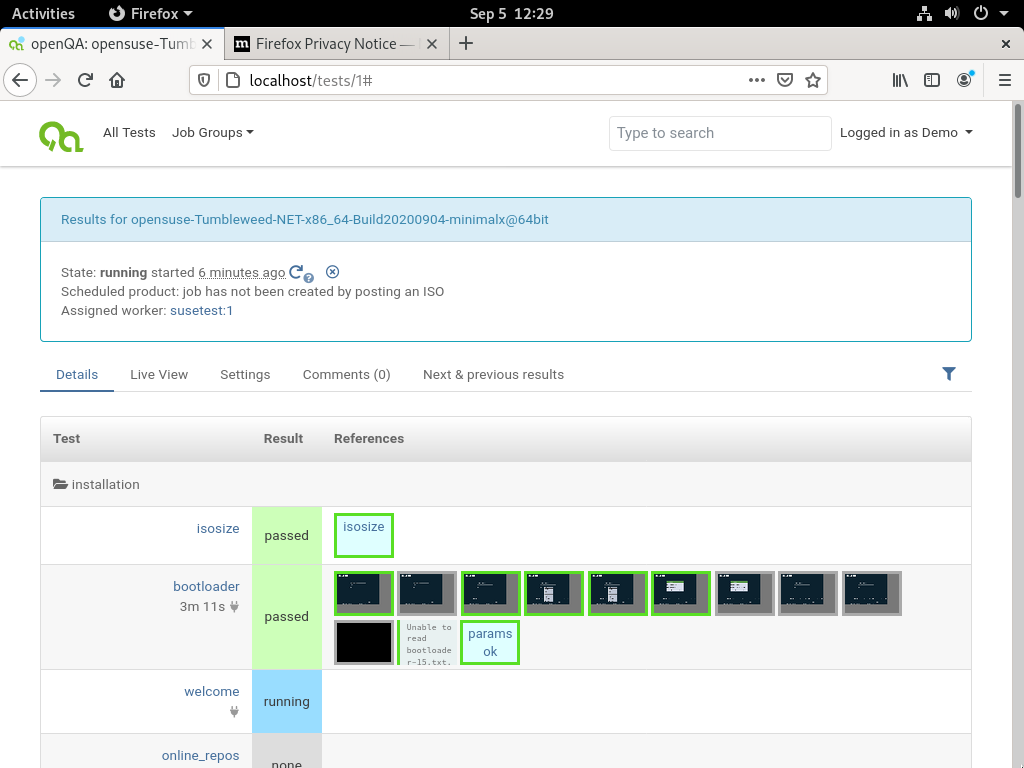 Activities Firefox Sep 5 12:29
openQA: opensuse-Tumb Firefox Privacy Notice —
localhost/tests/1#
All Tests Job Groups Type to search Logged in as Demo
Results for opensuse-Tumbleweed-NET-x86_64-Build20200904-minimalx@64bit
State: running started 6 minutes ago
Scheduled product: job has not been created by posting an ISO
Assigned worker: susetest:1
Details Live View Settings Comments (0) Next & previous results
Test Result References
installation
isosize passed isosize
bootloader
3m 11s passed
Unable to
read
bootloade
r-15.txt.
params
ok
welcome running
online_repos none